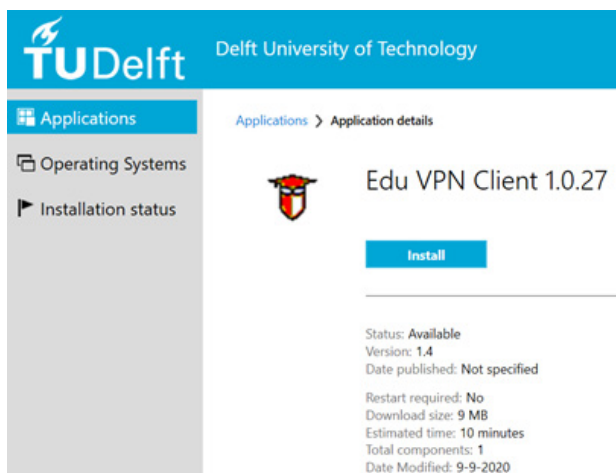 TUDelft
Delft University of Technology
Applications
Operating Systems
Installation status
Applications > Application details
Edu VPN Client 1.0.27
Install
Status: Available
Version: 1.4
Date published: Not specified
Restart required: No
Download size: 9 MB
Estimated time: 10 minutes
Total components: 1
Date Modified: 9-9-2020